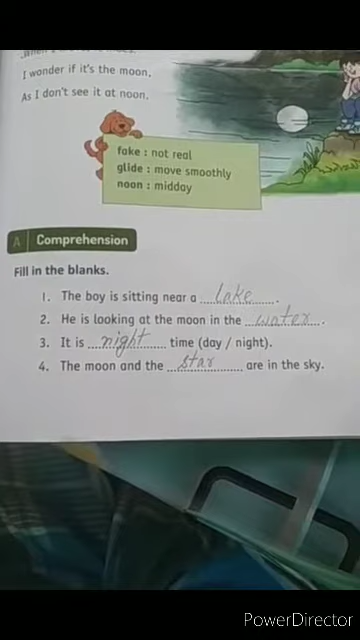 I wonder if it's the moon,
As I don't see it at noon.
fake : not real
glide : move smoothly
noon : midday
A Comprehension
Fill in the blanks.
1. The boy is sitting near a lake.
2. He is looking at the moon in the water.
3. It is night time (day / night).
4. The moon and the star are in the sky.
PowerDirector